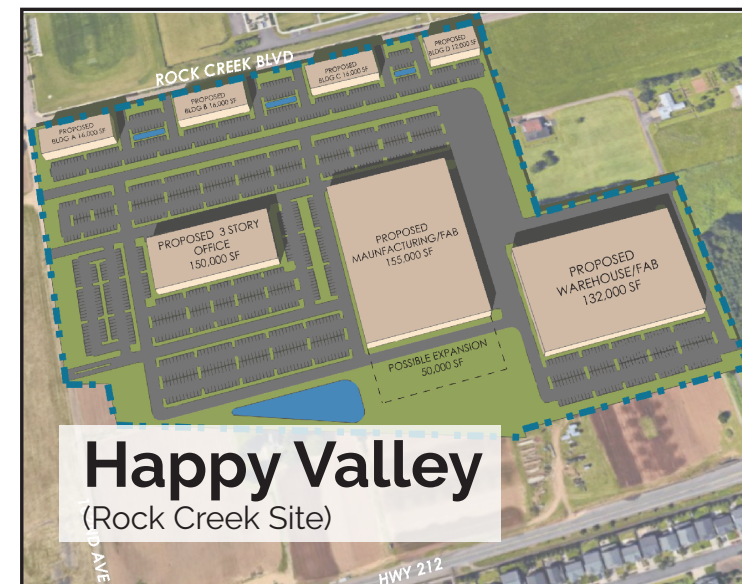 ROCK CREEK BLVD
PROPOSED
BLDG A 16,000 SF
PROPOSED
BLDG B 16,000 SF
PROPOSED
BLDG C 16,000 SF
PROPOSED
BLDG D 12,000 SF
PROPOSED 3 STORY
OFFICE
150,000 SF
PROPOSED
MAUNFACTURING/FAB
155,000 SF
PROPOSED
WAREHOUSE/FAB
132,000 SF
POSSIBLE EXPANSION
50,000 SF
Happy Valley
(Rock Creek Site)
AVE
HWY 212